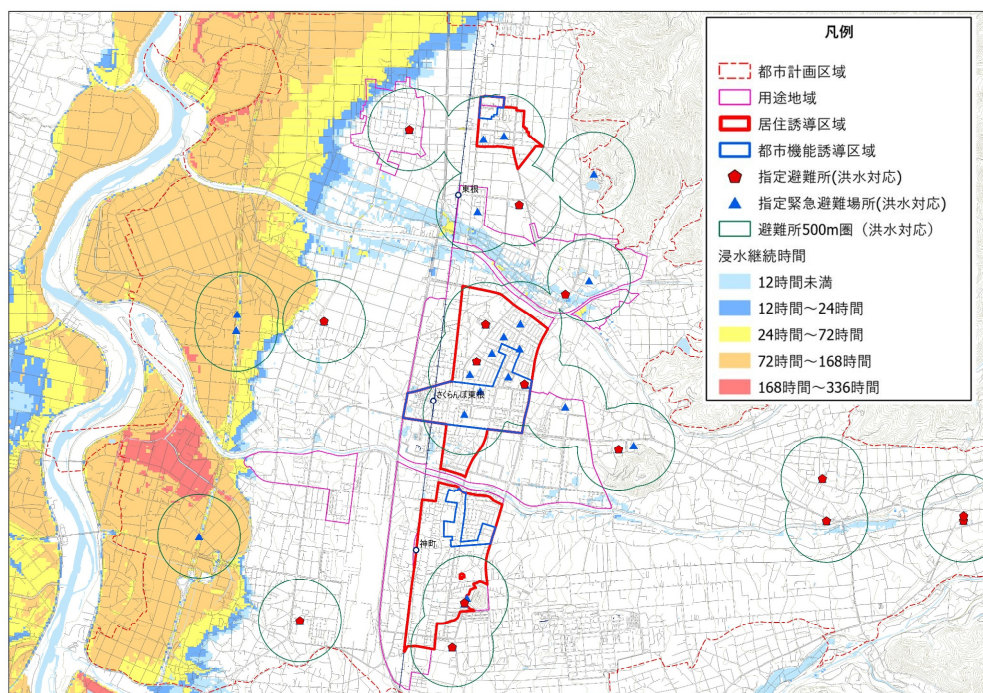 凡例
都市計画区域
用途地域
居住誘導区域
都市機能誘導区域
指定避難所(洪水対応)
指定緊急避難場所(洪水対応)
避難所500m圏（洪水対応）
浸水継続時間
12時間未満
12時間～24時間
24時間～72時間
72時間～168時間
168時間～336時間
東根
さくらんぼ東根
神町